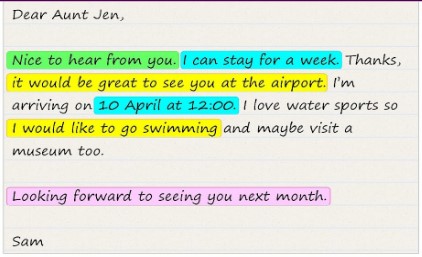 Dear Aunt Jen,
Nice to hear from you. I can stay for a week. Thanks,
it would be great to see you at the airport. I'm
arriving on 10 April at 12:00. I love water sports so
I would like to go swimming and maybe visit a
museum too.
Looking forward to seeing you next month.
Sam